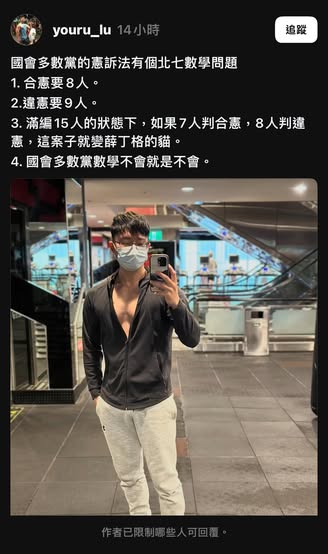 youru_lu 14小時
追蹤
國會多數黨的憲訴法有個北七數學問題
1. 合憲要8人。
2.違憲要9人。
3. 滿編15人的狀態下，如果7人判合憲，8人判違
憲，這案子就變薛丁格的貓。
4. 國會多數黨數學不會就是不會。
作者已限制哪些人可回覆。